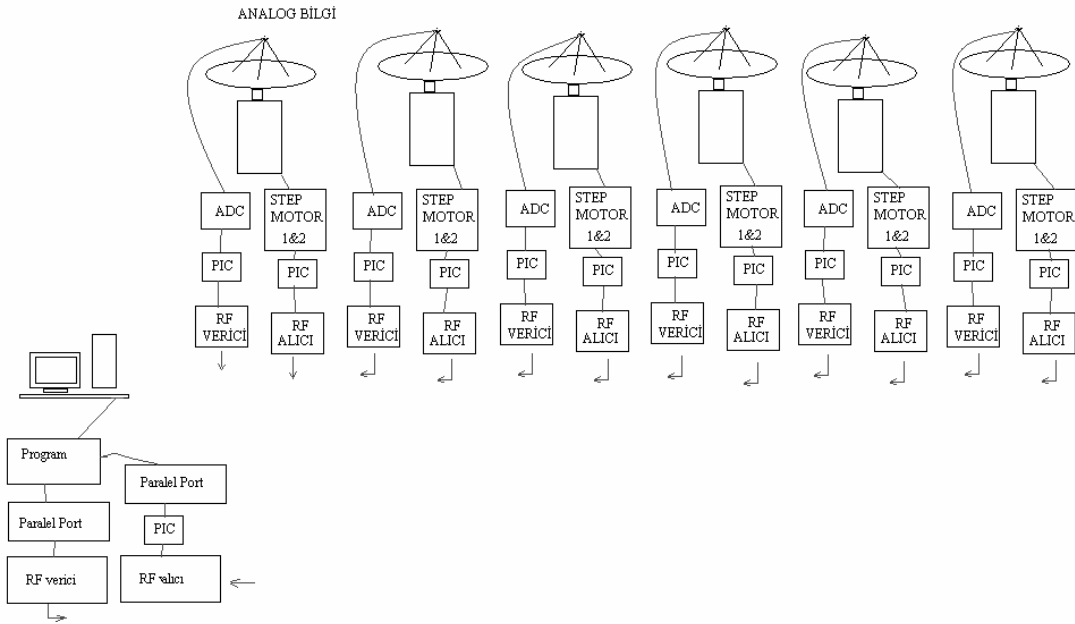 ANALOG BİLGİ
ADC
STEP
MOTOR
1&2
PIC
PIC
RF
VERİCİ
RF
ALICI
ADC
STEP
MOTOR
1&2
PIC
PIC
RF
VERİCİ
RF
ALICI
ADC
STEP
MOTOR
1&2
PIC
PIC
RF
VERİCİ
RF
ALICI
ADC
STEP
MOTOR
1&2
PIC
PIC
RF
VERİCİ
RF
ALICI
ADC
STEP
MOTOR
1&2
PIC
PIC
RF
VERİCİ
RF
ALICI
ADC
STEP
MOTOR
1&2
PIC
PIC
RF
VERİCİ
RF
ALICI
Program
Paralel Port
RF verici
Paralel Port
PIC
RF alıcı